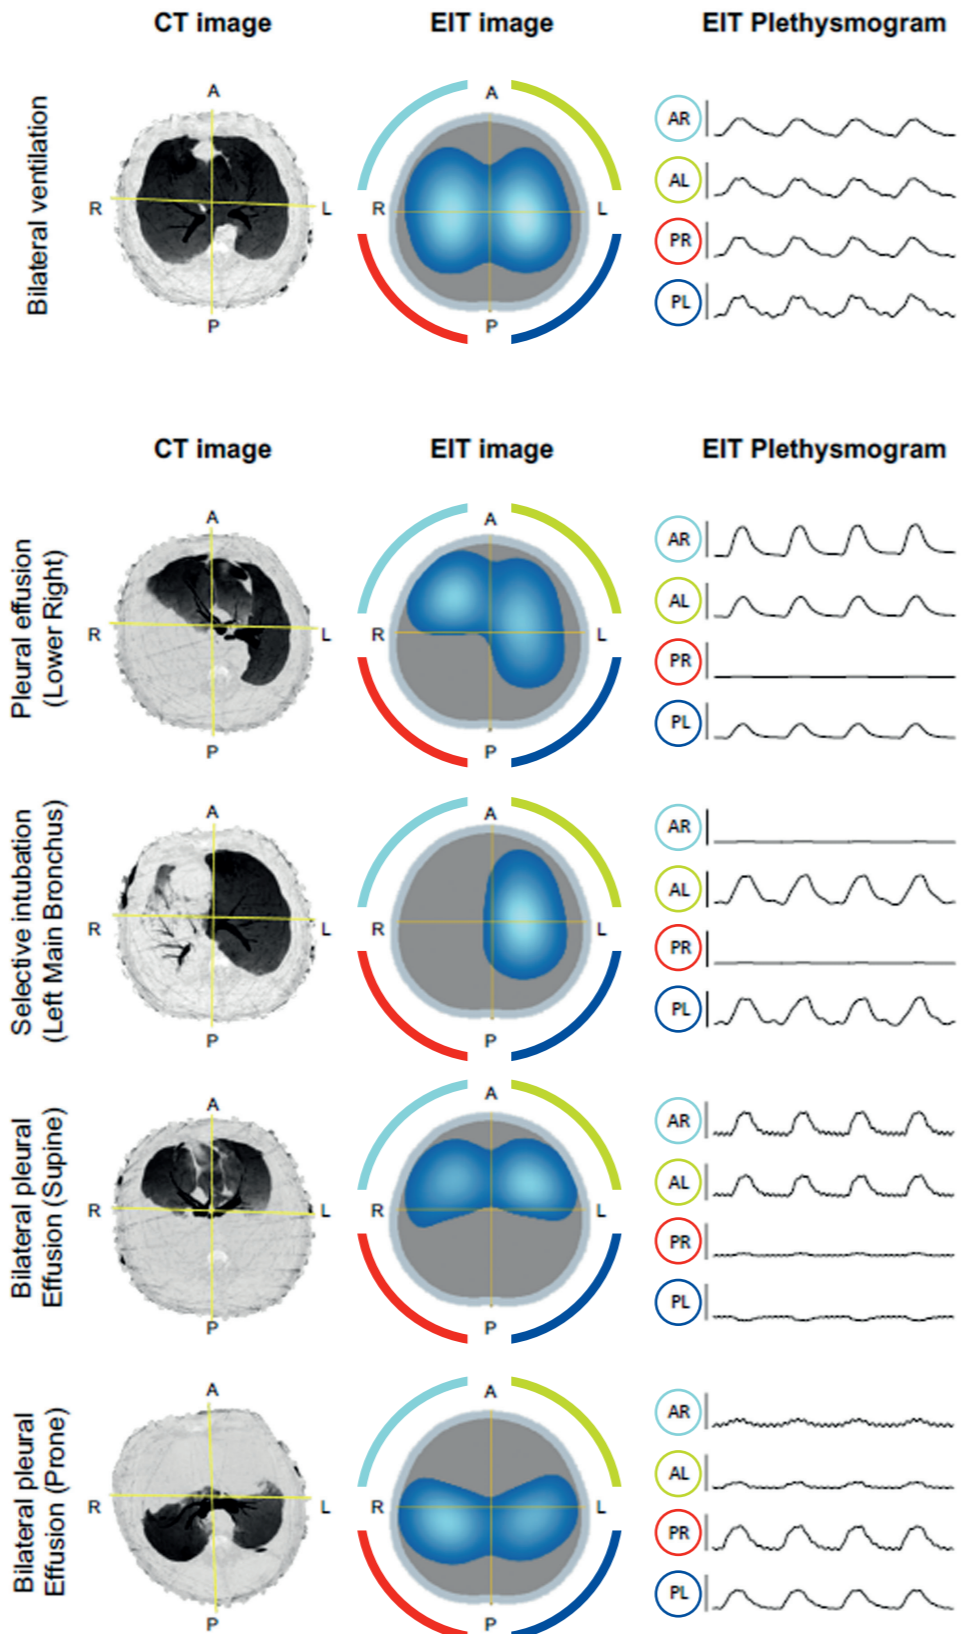 CT image
EIT image
EIT Plethysmogram
Bilateral ventilation
A
R
L
P
A
R
L
P
AR
AL
PR
PL
CT image
EIT image
EIT Plethysmogram
Pleural effusion
(Lower Right)
A
R
L
P
A
R
L
P
AR
AL
PR
PL
Selective intubation
(Left Main Bronchus)
A
R
L
P
A
R
L
P
AR
AL
PR
PL
Bilateral pleural
Effusion (Supine)
A
R
L
P
A
R
L
P
AR
AL
PR
PL
Bilateral pleural
Effusion (Prone)
A
R
L
P
A
R
L
P
AR
AL
PR
PL